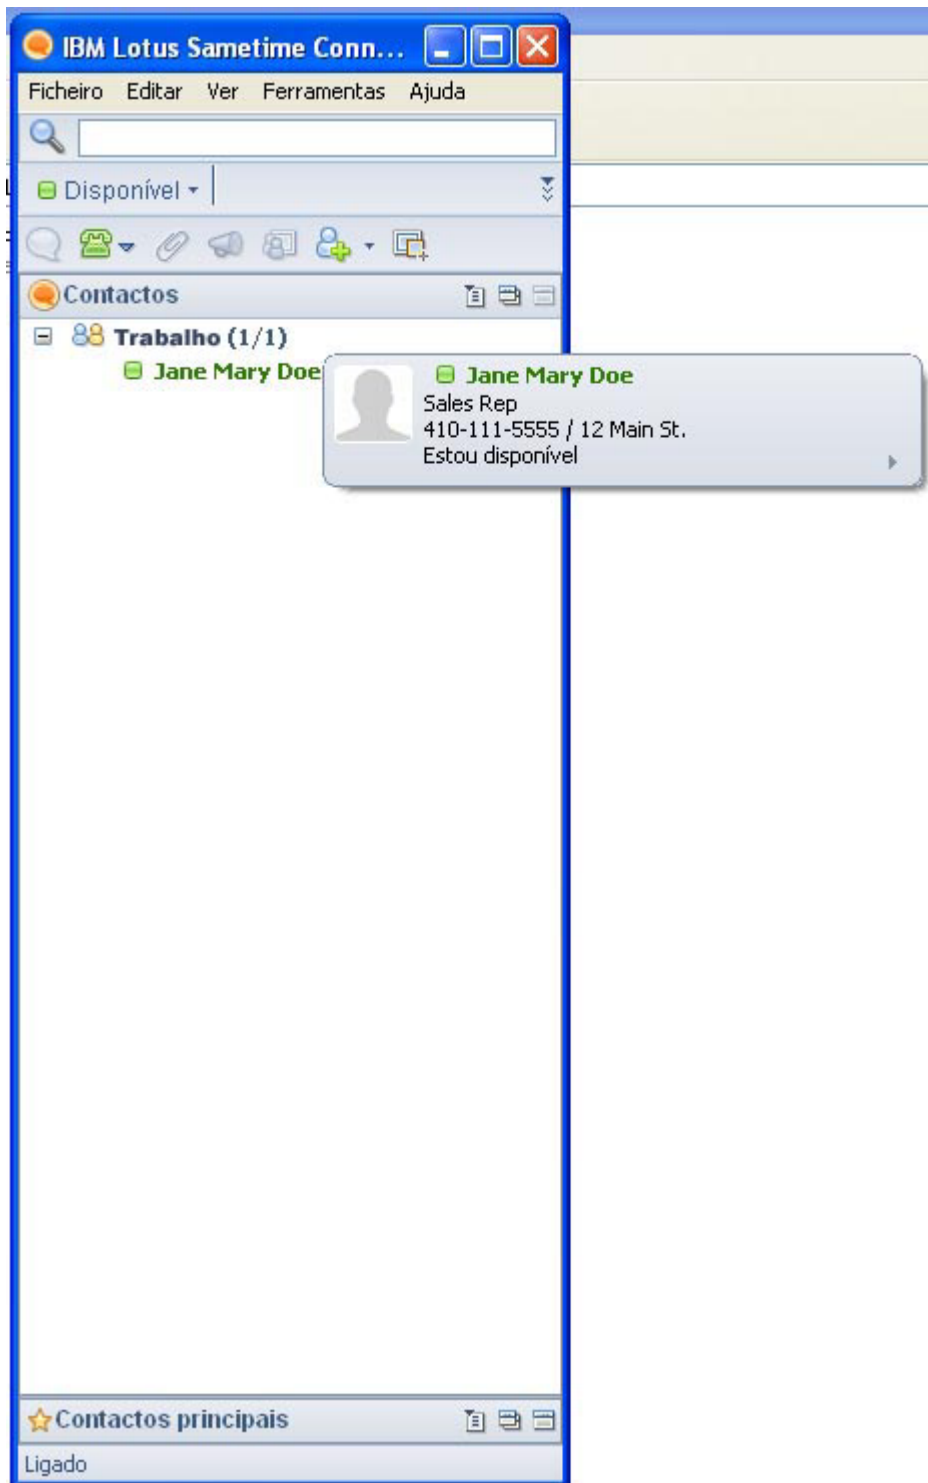 IBM Lotus Sametime Conn...
Ficheiro Editar Ver Ferramentas Ajuda
Disponível
Contactos
Trabalho (1/1)
Jane Mary Doe
Jane Mary Doe
Sales Rep
410-111-5555 / 12 Main St.
Estou disponível
Contactos principais
Ligado